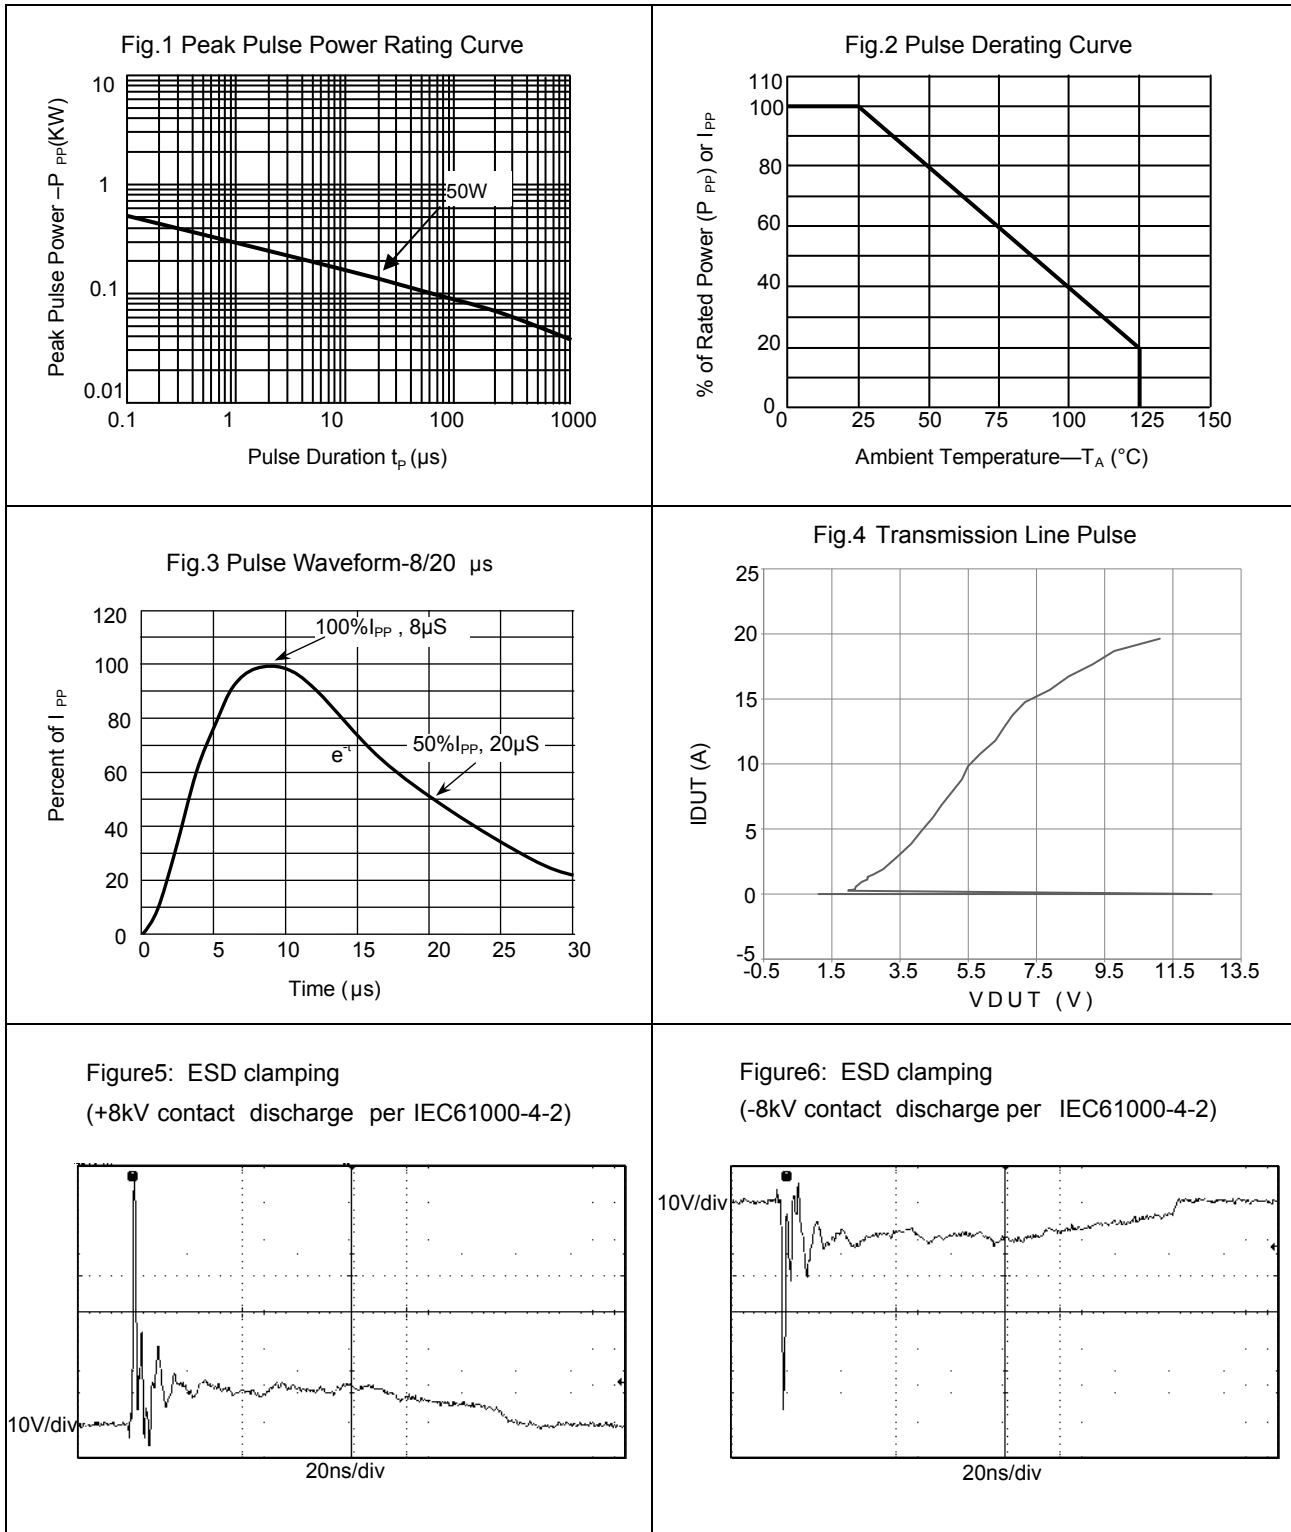 Fig.1 Peak Pulse Power Rating Curve
Peak Pulse Power –P PP(KW)
10
1
0.1
0.01
50W
0.1 1 10 100 1000
Pulse Duration tP (µs)
Fig.2 Pulse Derating Curve
% of Rated Power (P PP) or IPP
110
100
80
60
40
20
0
0 25 50 75 100 125 150
Ambient Temperature—TA (°C)
Fig.3 Pulse Waveform-8/20 µs
Percent of I PP
120
100
80
60
40
20
0
100%IPP , 8µS
e-t
50%IPP, 20µS
0 5 10 15 20 25 30
Time (µs)
Fig.4 Transmission Line Pulse
IDUT (A)
25
20
15
10
5
0
-5
-0.5 1.5 3.5 5.5 7.5 9.5 11.5 13.5
VDUT (V)
Figure5: ESD clamping
(+8kV contact discharge per IEC61000-4-2)
10V/div
20ns/div
Figure6: ESD clamping
(-8kV contact discharge per IEC61000-4-2)
10V/div
20ns/div